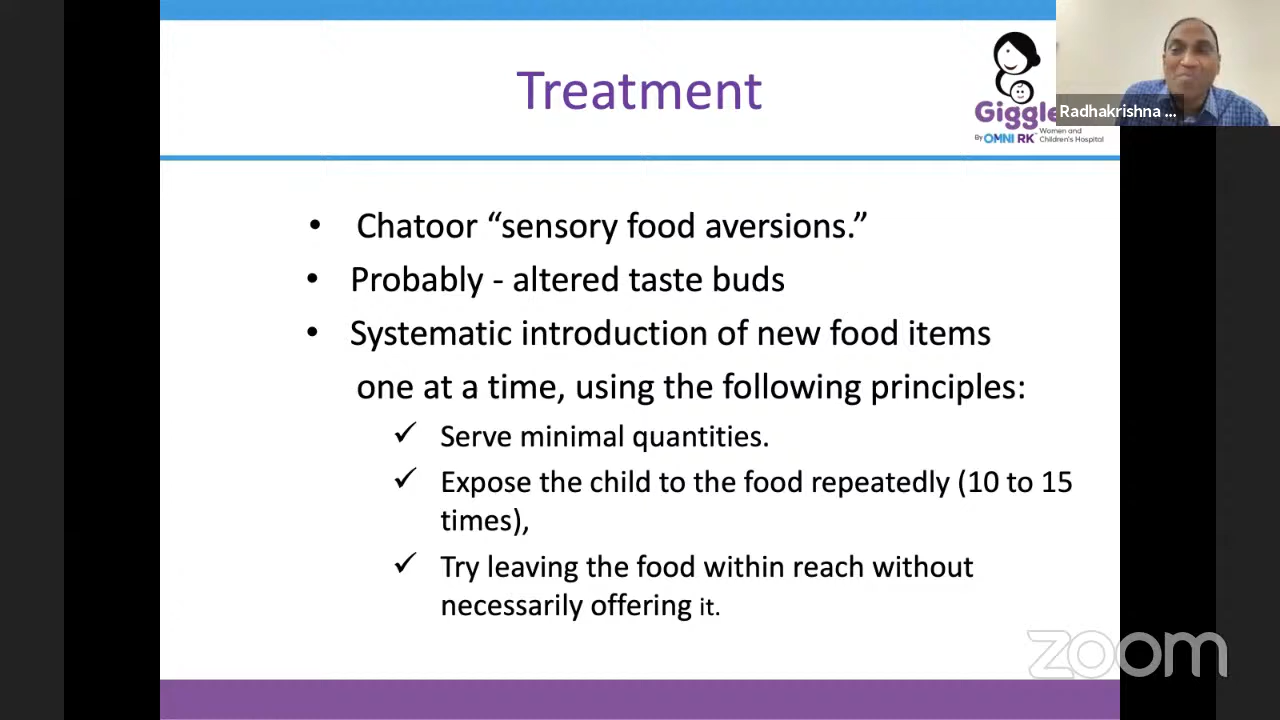 Treatment
Giggle
By OMNI RK Women and
Children's Hospital
Radhakrishna ...
• Chatoor “sensory food aversions.”
• Probably - altered taste buds
• Systematic introduction of new food items
one at a time, using the following principles:
✓ Serve minimal quantities.
✓ Expose the child to the food repeatedly (10 to 15
times),
✓ Try leaving the food within reach without
necessarily offering it.
zoom